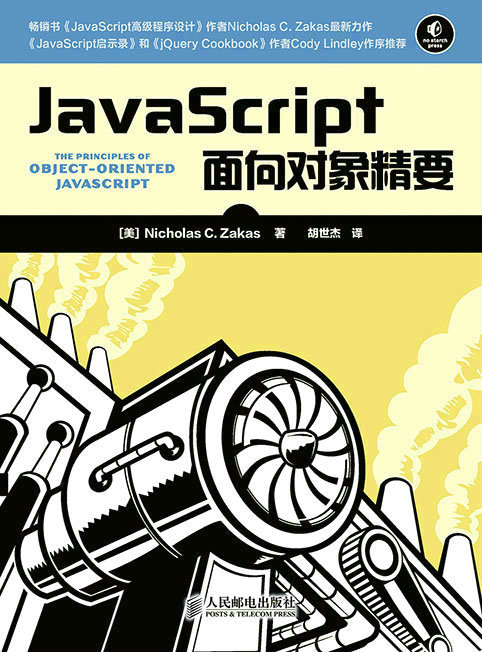 畅销书《JavaScript高级程序设计》作者Nicholas C. Zakas最新力作
《JavaScript启示录》和《jQuery Cookbook》作者Cody Lindley作序推荐
no starch
press
JavaScript
THE PRINCIPLES OF
OBJECT-ORIENTED
JAVASCRIPT
面向对象精要
[美] Nicholas C. Zakas 著 胡世杰 译
人民邮电出版社
POSTS & TELECOM PRESS